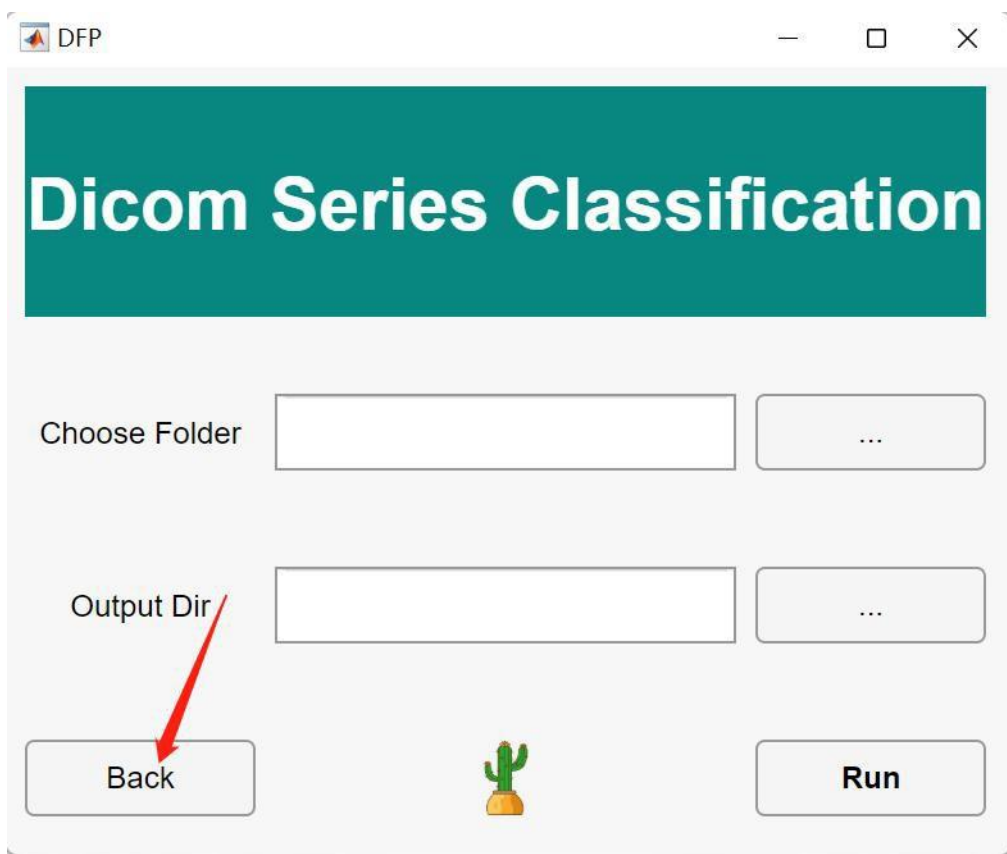 DFP
Dicom Series Classification
Choose Folder
...
Output Dir
...
Back
Run